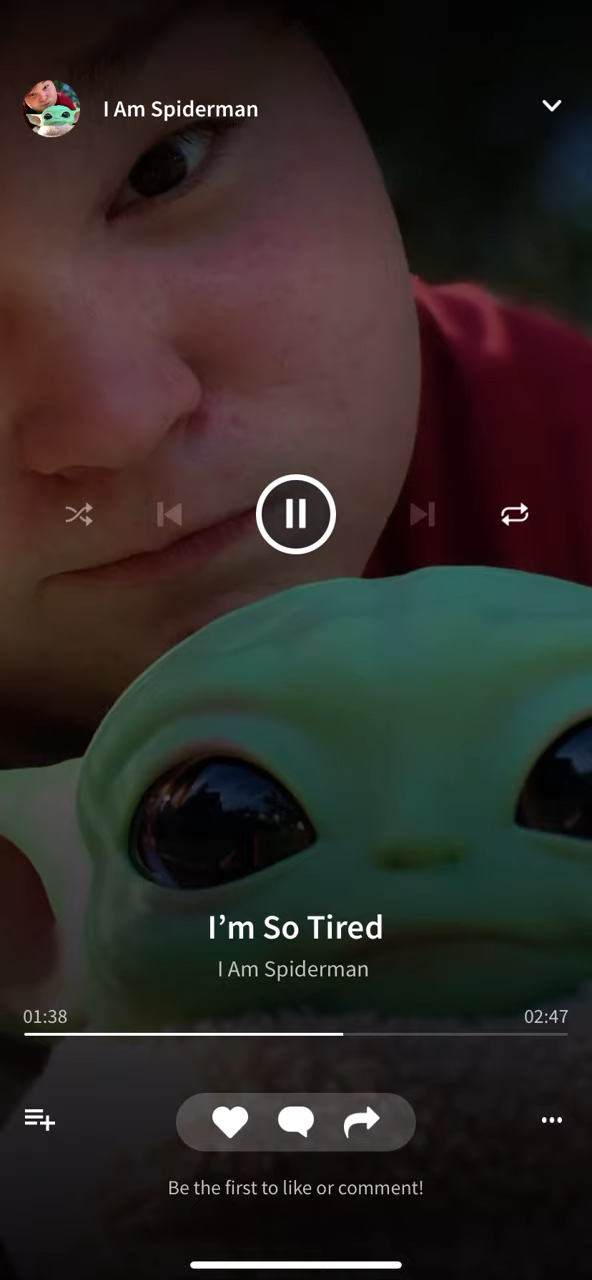 I Am Spiderman
I’m So Tired
I Am Spiderman
01:38
02:47
Be the first to like or comment!